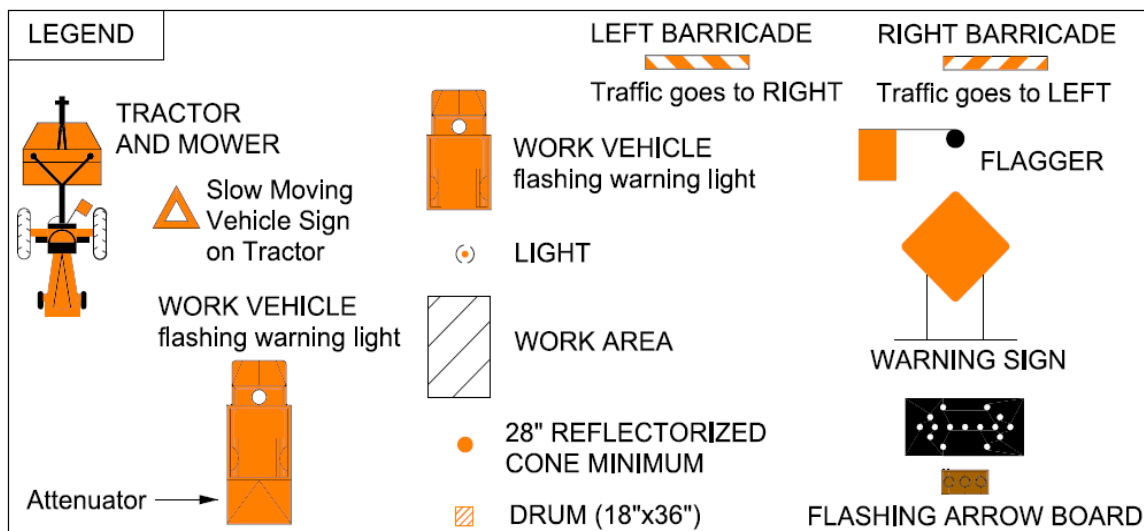 LEGEND
LEFT BARRICADE
Traffic goes to RIGHT
RIGHT BARRICADE
Traffic goes to LEFT
TRACTOR
AND MOWER
Slow Moving
Vehicle Sign
on Tractor
WORK VEHICLE
flashing warning light
FLAGGER
LIGHT
WORK VEHICLE
flashing warning light
Attenuator
WORK AREA
WARNING SIGN
28" REFLECTORIZED
CONE MINIMUM
DRUM (18"x36")
FLASHING ARROW BOARD